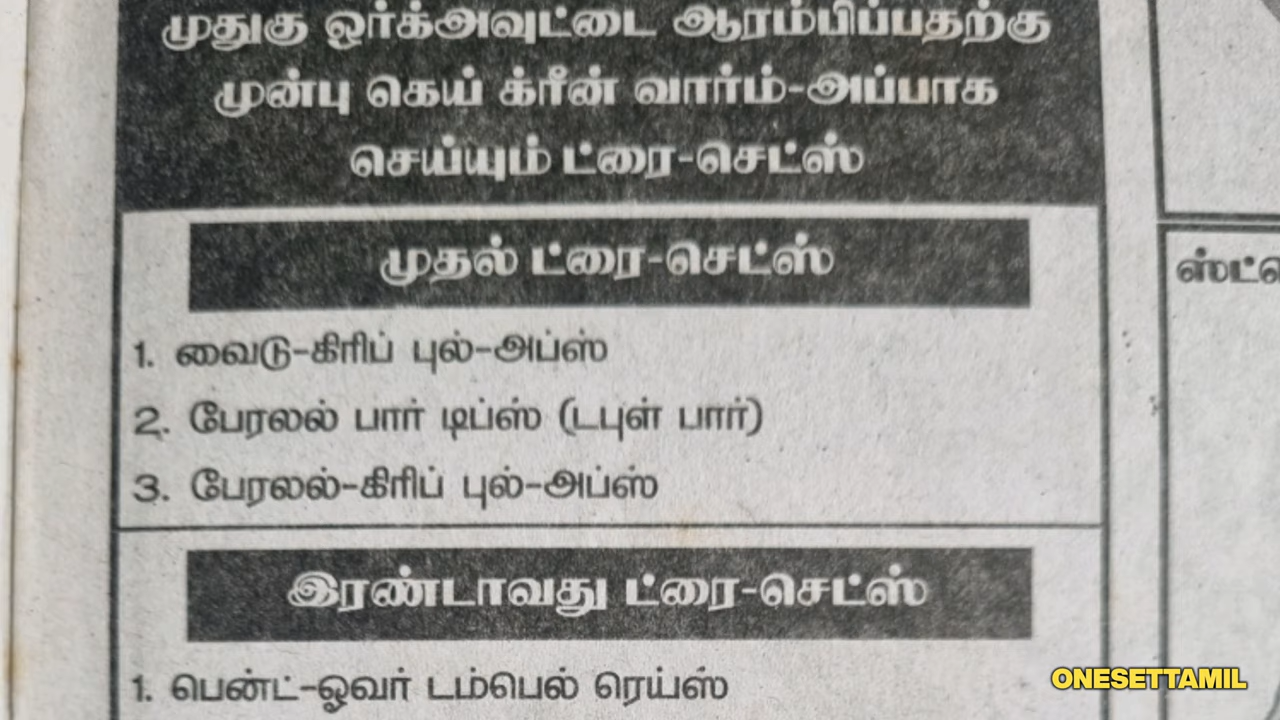 முதுகு ஒர்க்அவுட்டை ஆரம்பிப்பதற்கு
முன்பு கெய் க்ரீன் வார்ம்-அப்பாக
செய்யும் ட்ரை-செட்ஸ்
முதல் ட்ரை-செட்ஸ்
1. வைடு-கிரிப் புல்-அப்ஸ்
2. பேரலல் பார் டிப்ஸ் (டபுள் பார்)
3. பேரலல்-கிரிப் புல்-அப்ஸ்
இரண்டாவது ட்ரை-செட்ஸ்
1. பென்ட்-ஓவர் டம்பெல் ரெய்ஸ்
ONESETTAMIL